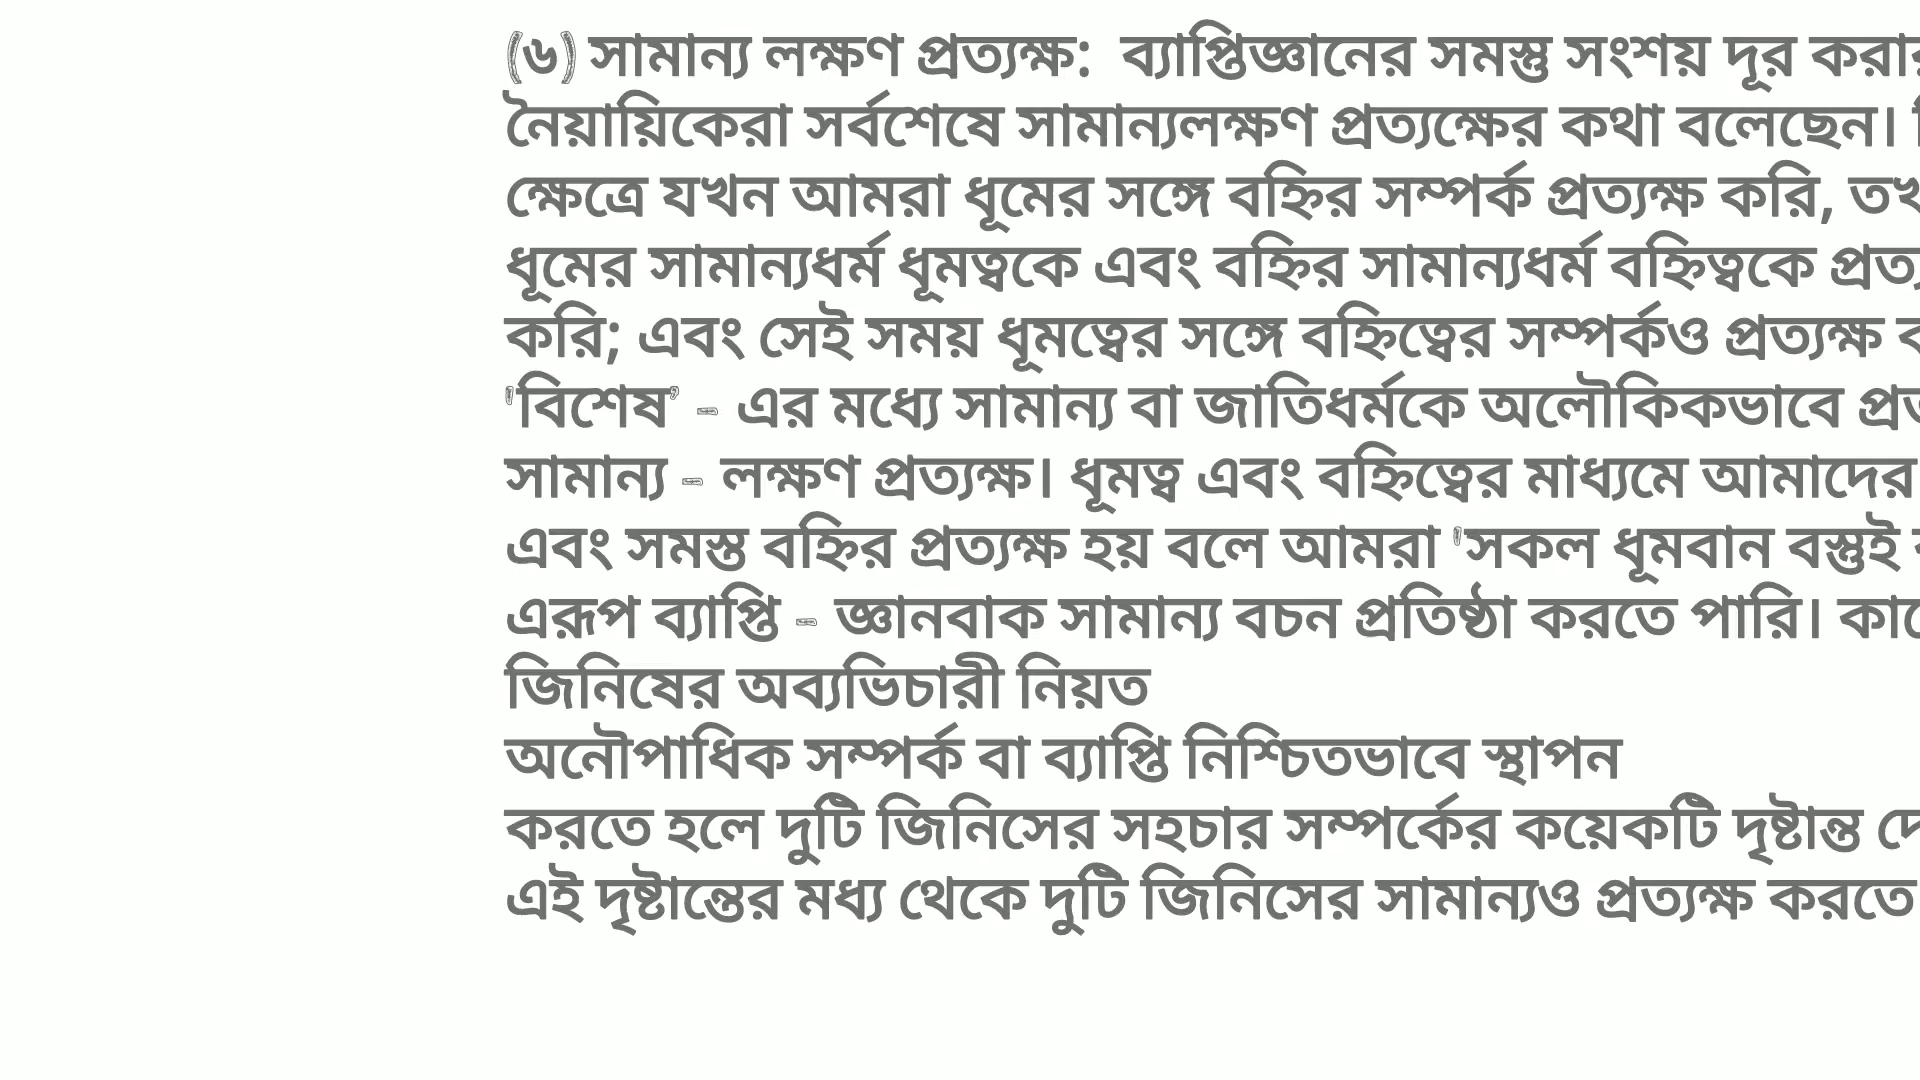 (৬) সামান্য লক্ষণ প্রত্যক্ষ: ব্যাপ্তিজ্ঞানের সমস্তু সংশয় দূর করার
নৈয়ায়িকেরা সর্বশেষে সামান্যলক্ষণ প্রত্যক্ষের কথা বলেছেন।
ক্ষেত্রে যখন আমরা ধূমের সঙ্গে বহ্নির সম্পর্ক প্রত্যক্ষ করি,
ধূমের সামান্যধর্ম ধূমত্বকে এবং বহ্নির সামান্যধর্ম বহ্নিত্বকে
করি; এবং সেই সময় ধূমত্বের সঙ্গে বহ্নিত্বের সম্পর্কও প্রত্যক্ষ
'বিশেষ' - এর মধ্যে সামান্য বা জাতিধর্মকে অলৌকিকভাবে
সামান্য - লক্ষণ প্রত্যক্ষ। ধূমত্ব এবং বহ্নিত্বের মাধ্যমে আমাদের
এবং সমস্ত বহ্নির প্রত্যক্ষ হয় বলে আমরা 'সকল ধূমবান বস্তুই
এরূপ ব্যাপ্তি - জ্ঞানবাক সামান্য বচন প্রতিষ্ঠা করতে পারি।
জিনিষের অব্যভিচারী নিয়ত
অনৌপাধিক সম্পর্ক বা ব্যাপ্তি নিশ্চিতভাবে স্থাপন
করতে হলে দুটি জিনিসের সহচার সম্পর্কের কয়েকটি দৃষ্টান্ত
এই দৃষ্টান্তের মধ্য থেকে দুটি জিনিসের সামান্যও প্রত্যক্ষ করতে